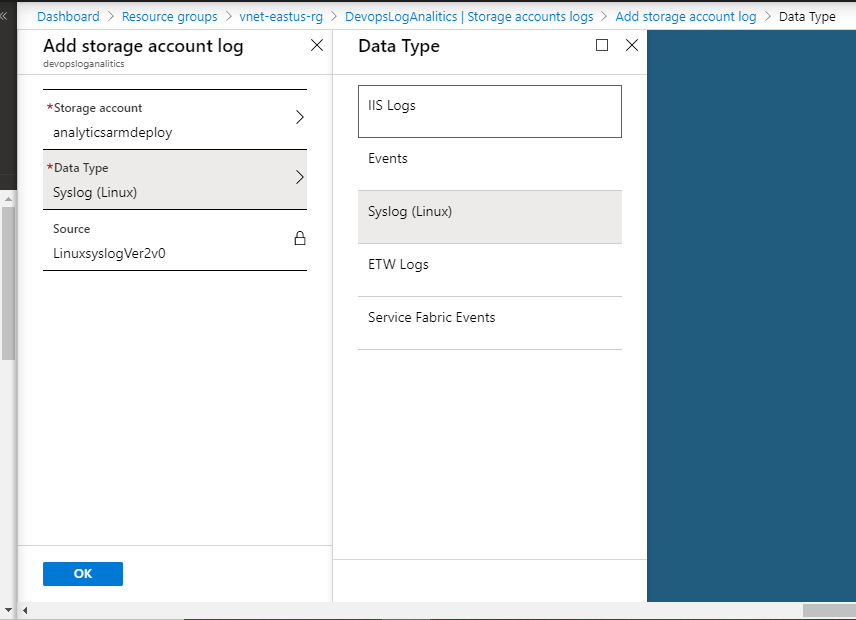 Dashboard > Resource groups > vnet-eastus-rg > DevopsLogAnalitics | Storage accounts logs > Add storage account log > Data Type
Add storage account log
devopsloganalitics
*Storage account
analyticsarmdeploy
*Data Type
Syslog (Linux)
Source
LinuxsyslogVer2v0
OK
Data Type
IIS Logs
Events
Syslog (Linux)
ETW Logs
Service Fabric Events